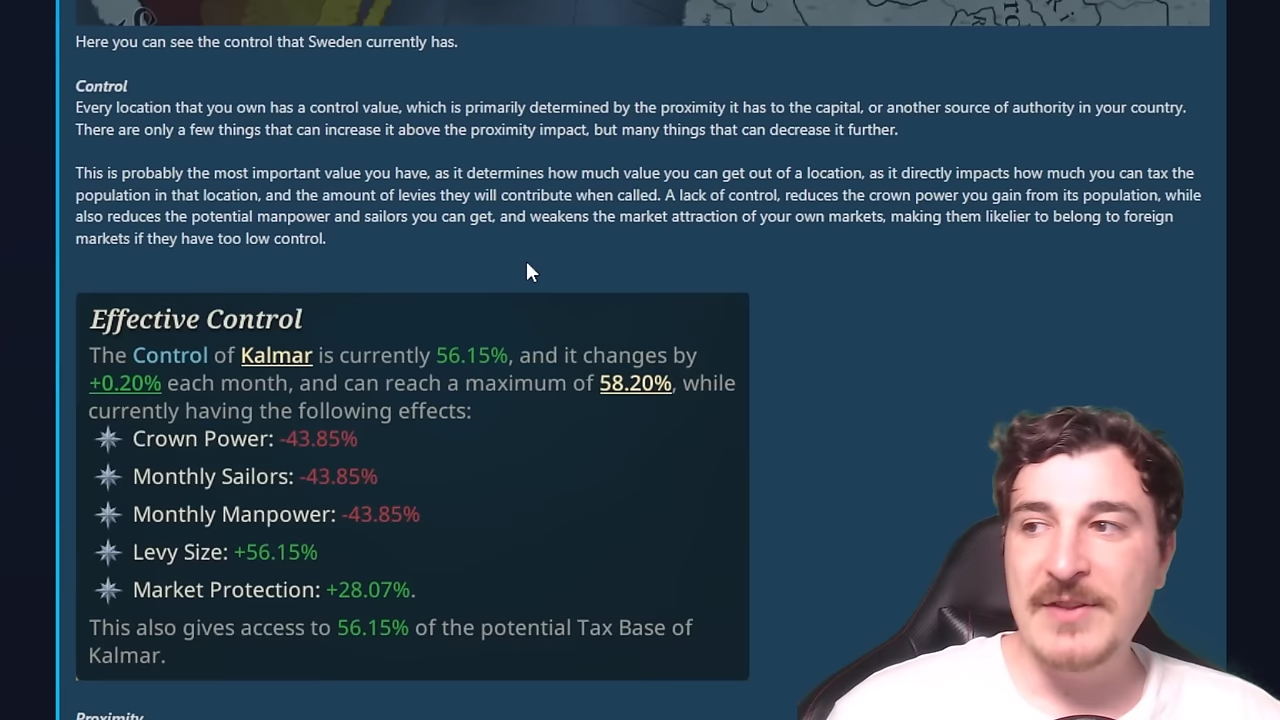 Here you can see the control that Sweden currently has.
Control
Every location that you own has a control value, which is primarily determined by the proximity it has to the capital, or another source of authority in your country.
There are only a few things that can increase it above the proximity impact, but many things that can decrease it further.
This is probably the most important value you have, as it determines how much value you can get out of a location, as it directly impacts how much you can tax the
population in that location, and the amount of levies they will contribute when called. A lack of control, reduces the crown power you gain from its population, while
also reduces the potential manpower and sailors you can get, and weakens the market attraction of your own markets, making them likelier to belong to foreign
markets if they have too low control.
Effective Control
The Control of Kalmar is currently 56.15%, and it changes by
+0.20% each month, and can reach a maximum of 58.20%, while
currently having the following effects:
Crown Power: -43.85%
Monthly Sailors: -43.85%
Monthly Manpower: -43.85%
Levy Size: +56.15%
Market Protection: +28.07%.
This also gives access to 56.15% of the potential Tax Base of
Kalmar.
Proximity